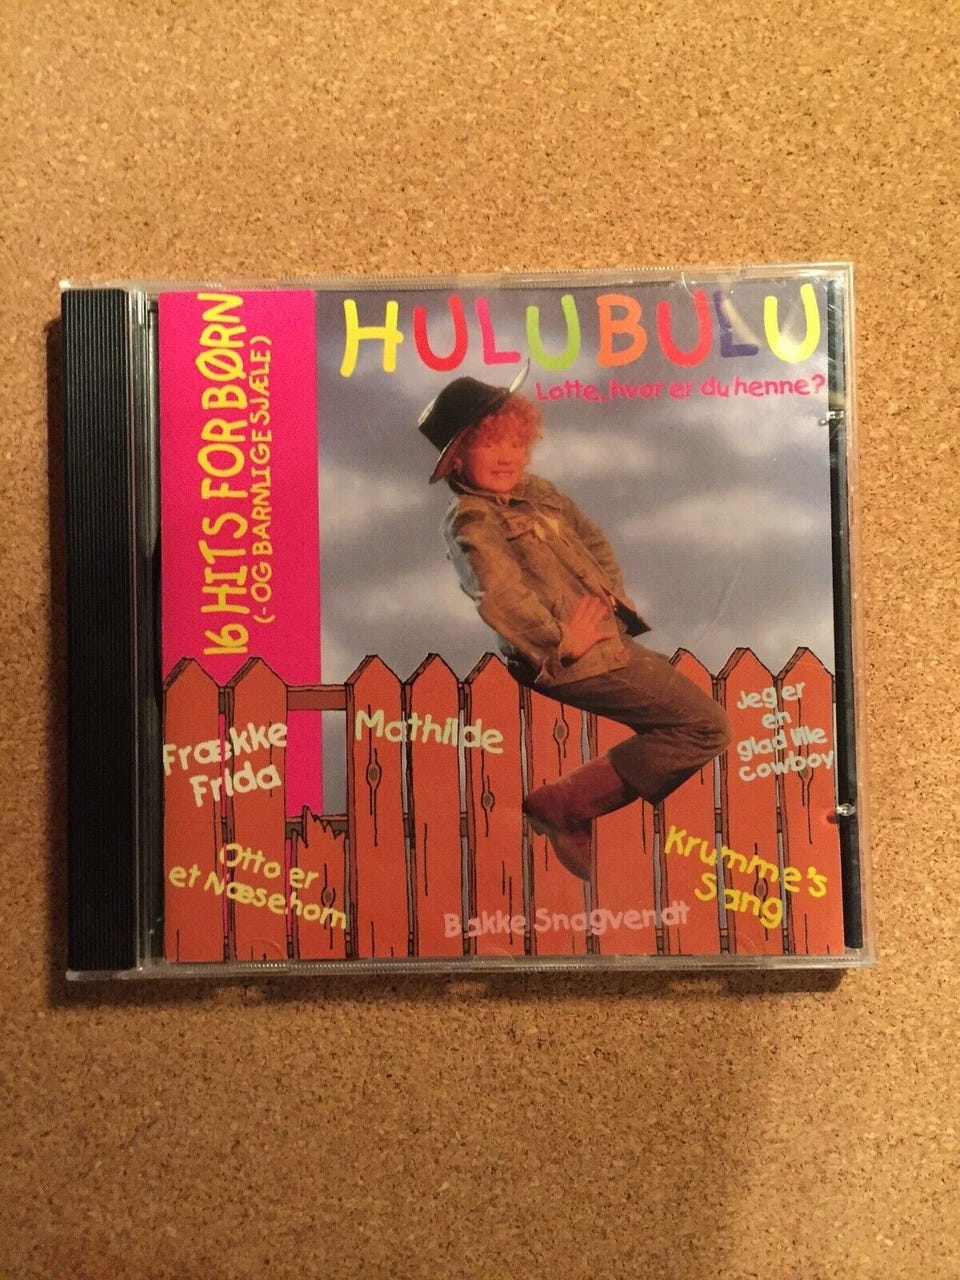 HULUBULU
Lotte, hvor er du henne?
16 HITS FOR BØRN
(- OG BARNLIGE SJÆLE)
Frække
Frida
Mathilde
Jeg er
en
glad lille
cowboy
Otto er
et Næsehorn
Krumme's
Sang
Bakke Snagvendt